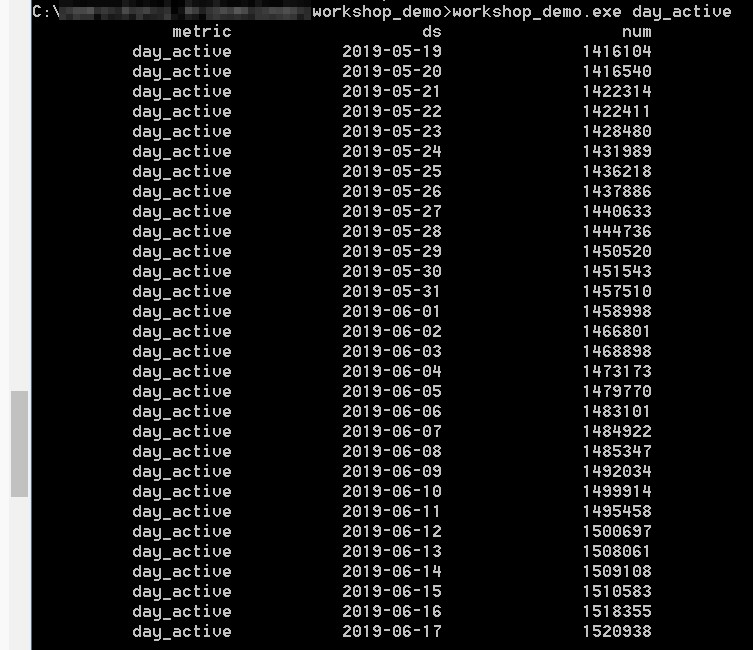 C:\ workshop_demo>workshop_demo.exe day_active
metric ds num
day_active 2019-05-19 1416104
day_active 2019-05-20 1416540
day_active 2019-05-21 1422314
day_active 2019-05-22 1422411
day_active 2019-05-23 1428480
day_active 2019-05-24 1431989
day_active 2019-05-25 1436218
day_active 2019-05-26 1437886
day_active 2019-05-27 1440633
day_active 2019-05-28 1444736
day_active 2019-05-29 1450520
day_active 2019-05-30 1451543
day_active 2019-05-31 1457510
day_active 2019-06-01 1458998
day_active 2019-06-02 1466801
day_active 2019-06-03 1468898
day_active 2019-06-04 1473173
day_active 2019-06-05 1479770
day_active 2019-06-06 1483101
day_active 2019-06-07 1484922
day_active 2019-06-08 1485347
day_active 2019-06-09 1492034
day_active 2019-06-10 1499914
day_active 2019-06-11 1495458
day_active 2019-06-12 1500697
day_active 2019-06-13 1508061
day_active 2019-06-14 1509108
day_active 2019-06-15 1510583
day_active 2019-06-16 1518355
day_active 2019-06-17 1520938